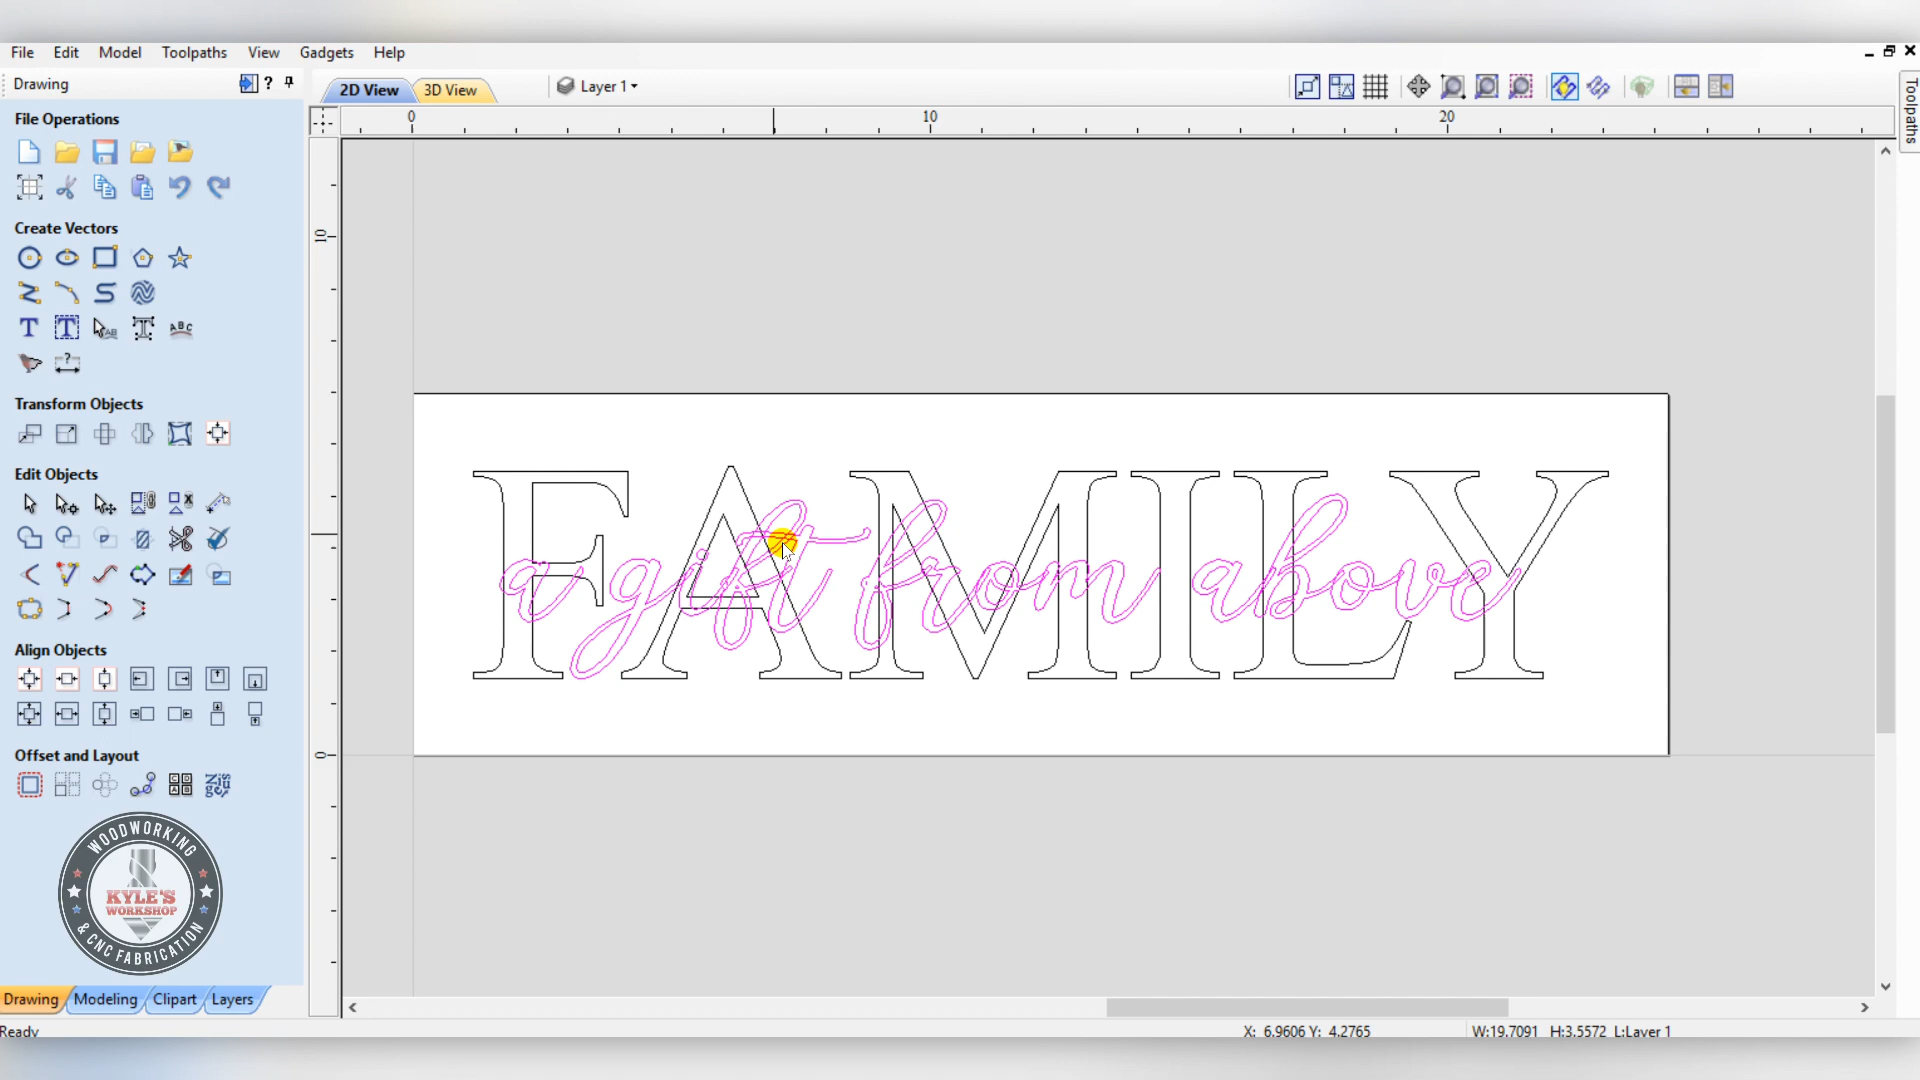 File Edit Model Toolpaths View Gadgets Help
Drawing
2D View 3D View Layer 1
Toolpaths
File Operations
0 10 20
Create Vectors
10
Transform Objects
Edit Objects
FAMILY
a gift from above
Align Objects
0
Offset and Layout
WOODWORKING
KYLE'S
WORKSHOP
& CNC FABRICATION
Drawing Modeling Clipart Layers
Ready X: 6.9606 Y: 4.2765 W:19.7091 H:3.5572 L:Layer 1